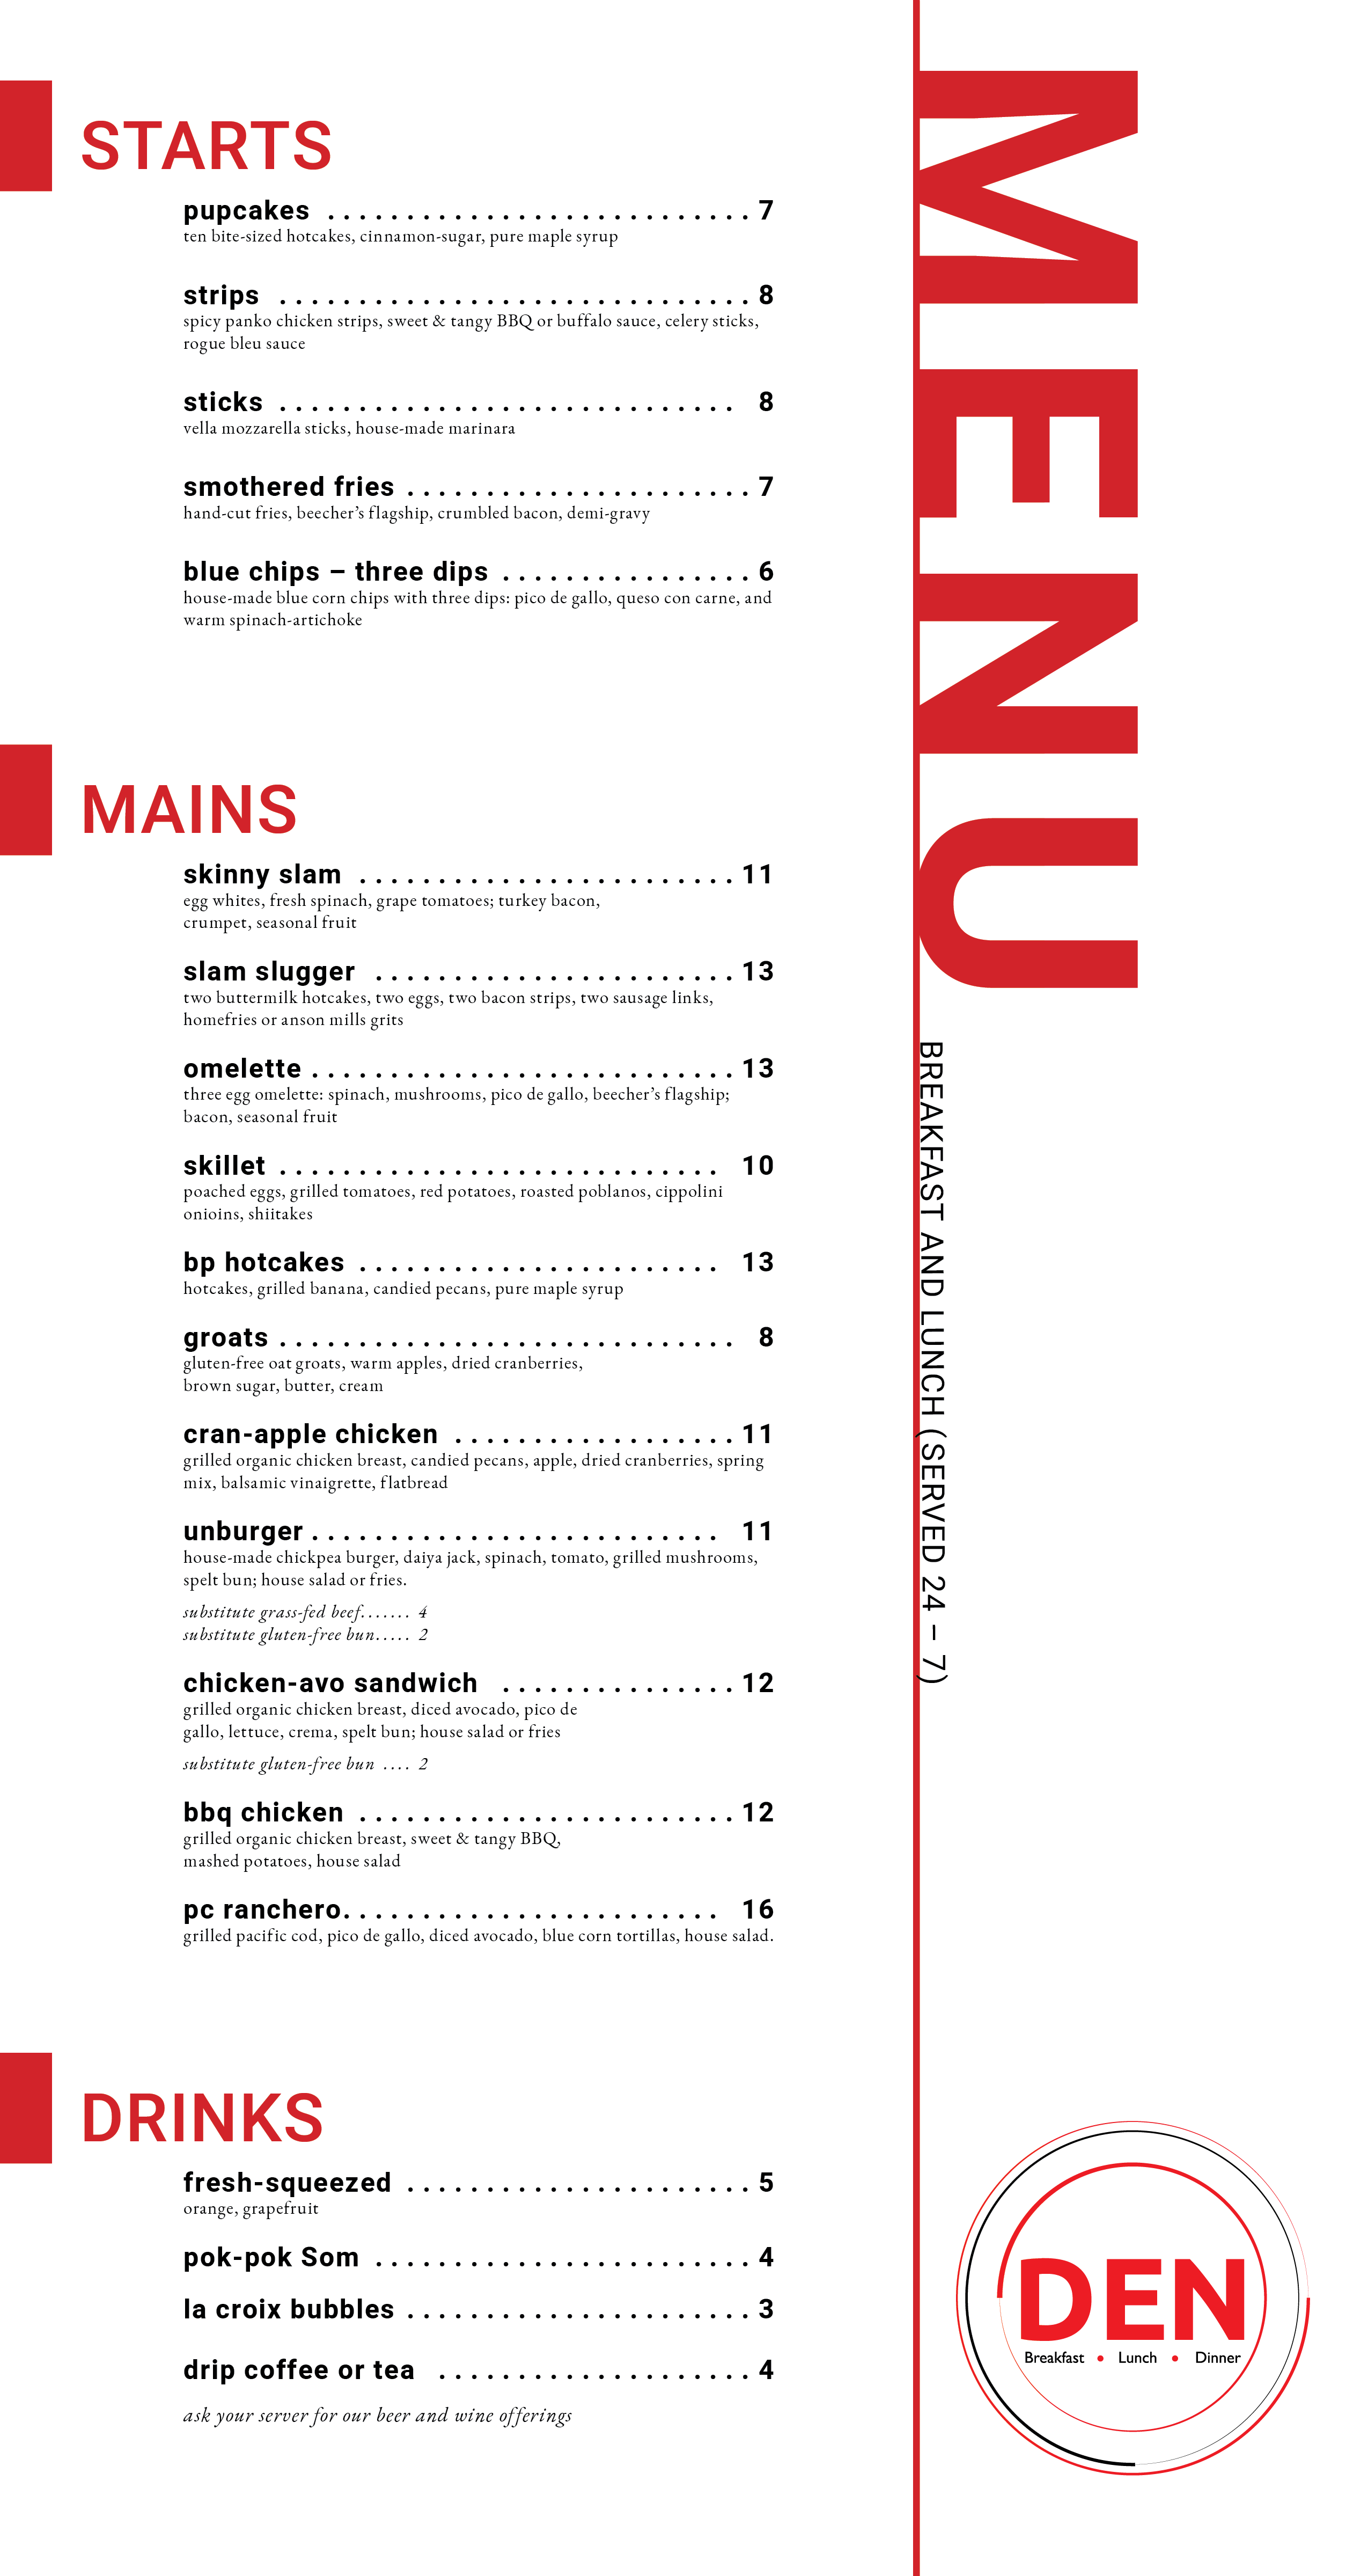 STARTS
pupcakes . . . . . . . . . . . . . . . . . . . . . . . . . . . 7
ten bite-sized hotcakes, cinnamon-sugar, pure maple syrup
strips . . . . . . . . . . . . . . . . . . . . . . . . . . . . . . 8
spicy panko chicken strips, sweet & tangy BBQ or buffalo sauce, celery sticks,
rogue bleu sauce
sticks . . . . . . . . . . . . . . . . . . . . . . . . . . . . . 8
vella mozzarella sticks, house-made marinara
smothered fries . . . . . . . . . . . . . . . . . . . . . . 7
hand-cut fries, beecher’s flagship, crumbled bacon, demi-gravy
blue chips – three dips . . . . . . . . . . . . . . . . 6
house-made blue corn chips with three dips: pico de gallo, queso con carne, and
warm spinach-artichoke
MAINS
skinny slam . . . . . . . . . . . . . . . . . . . . . . . . 11
egg whites, fresh spinach, grape tomatoes; turkey bacon,
crumpet, seasonal fruit
slam slugger . . . . . . . . . . . . . . . . . . . . . . . 13
two buttermilk hotcakes, two eggs, two bacon strips, two sausage links,
homefries or anson mills grits
omelette . . . . . . . . . . . . . . . . . . . . . . . . . . . 13
three egg omelette: spinach, mushrooms, pico de gallo, beecher’s flagship;
bacon, seasonal fruit
skillet . . . . . . . . . . . . . . . . . . . . . . . . . . . . 10
poached eggs, grilled tomatoes, red potatoes, roasted poblanos, cippolini
onioins, shiitakes
bp hotcakes . . . . . . . . . . . . . . . . . . . . . . . 13
hotcakes, grilled banana, candied pecans, pure maple syrup
groats . . . . . . . . . . . . . . . . . . . . . . . . . . . . . 8
gluten-free oat groats, warm apples, dried cranberries,
brown sugar, butter, cream
cran-apple chicken . . . . . . . . . . . . . . . . . . 11
grilled organic chicken breast, candied pecans, apple, dried cranberries, spring
mix, balsamic vinaigrette, flatbread
unburger . . . . . . . . . . . . . . . . . . . . . . . . . . 11
house-made chickpea burger, daiya jack, spinach, tomato, grilled mushrooms,
spelt bun; house salad or fries.
substitute grass-fed beef. . . . . . . 4
substitute gluten-free bun. . . . . 2
chicken-avo sandwich . . . . . . . . . . . . . . . 12
grilled organic chicken breast, diced avocado, pico de
gallo, lettuce, crema, spelt bun; house salad or fries
substitute gluten-free bun . . . . 2
bbq chicken . . . . . . . . . . . . . . . . . . . . . . . . 12
grilled organic chicken breast, sweet & tangy BBQ,
mashed potatoes, house salad
pc ranchero. . . . . . . . . . . . . . . . . . . . . . . . 16
grilled pacific cod, pico de gallo, diced avocado, blue corn tortillas, house salad.
DRINKS
fresh-squeezed . . . . . . . . . . . . . . . . . . . . . . 5
orange, grapefruit
pok-pok Som . . . . . . . . . . . . . . . . . . . . . . . . 4
la croix bubbles . . . . . . . . . . . . . . . . . . . . . . 3
drip coffee or tea . . . . . . . . . . . . . . . . . . . . 4
ask your server for our beer and wine offerings
MENU
BREAKFAST AND LUNCH (SERVED 24 – 7)
DEN
Breakfast • Lunch • Dinner